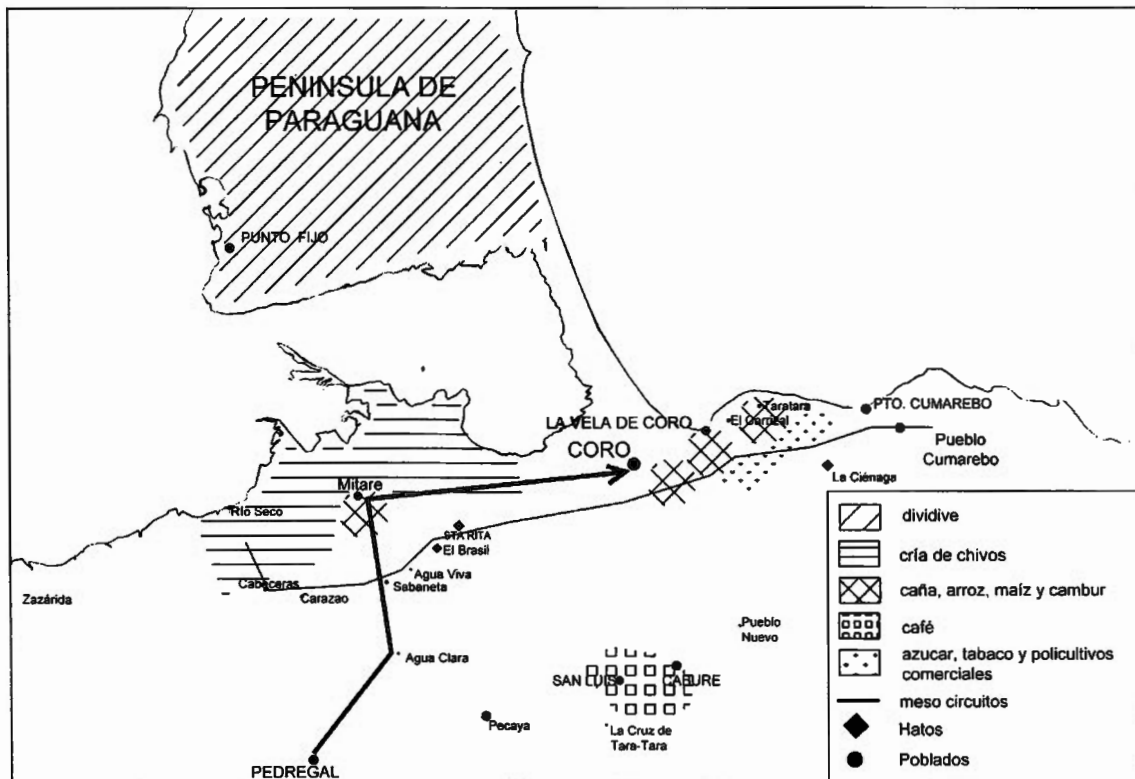 PENINSULA DE
PARAGUANA
PUNTO FIJO
LA VELA DE CORO
Taratara
El Carrizal
PTO. CUMAREBO
CORO
Pueblo
Cumarebo
La Ciénaga
Mitare
Río Seco
STA RITA
El Brasil
Agua Viva
Cabeceras
Sabaneta
Carazao
Zazárida
Pueblo
Nuevo
Agua Clara
SAN LUIS
CABURE
Pecaya
La Cruz de
Tara-Tara
PEDREGAL
dividive
cría de chivos
caña, arroz, maíz y cambur
café
azucar, tabaco y policultivos
comerciales
meso circuitos
Hatos
Poblados